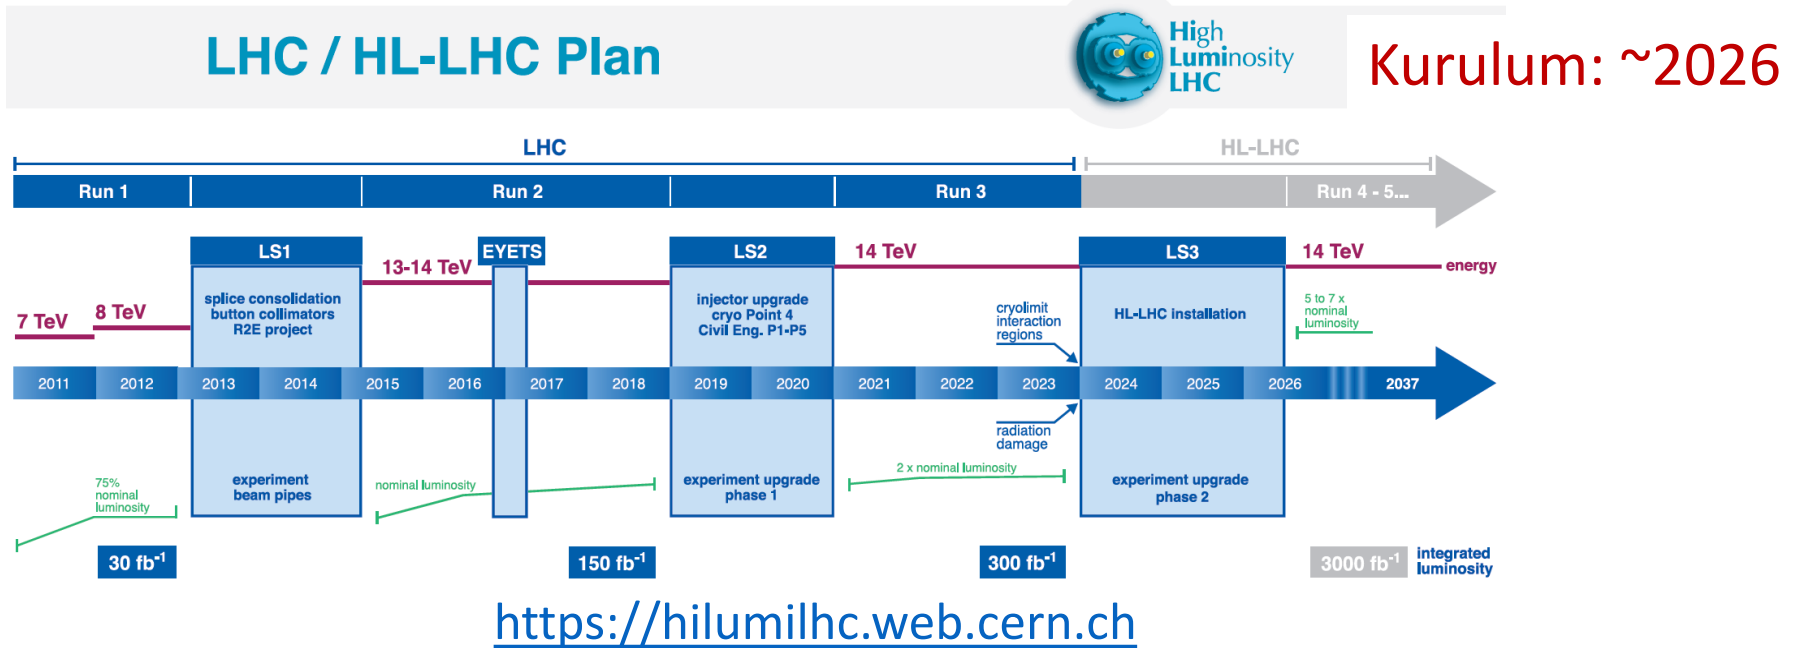 LHC / HL-LHC Plan
High
Luminosity
LHC
Kurulum: ~2026
LHC
HL-LHC
Run 1
Run 2
Run 3
Run 4 - 5...
LS1
EYETS
LS2
LS3
13-14 TeV
14 TeV
14 TeV
energy
7 TeV
8 TeV
splice consolidation
button collimators
R2E project
injector upgrade
cryo Point 4
Civil Eng. P1-P5
cryolimit
interaction
regions
HL-LHC installation
5 to 7 x
nominal
luminosity
2011 2012 2013 2014 2015 2016 2017 2018 2019 2020 2021 2022 2023 2024 2025 2026 2037
radiation
damage
75%
nominal
luminosity
experiment
beam pipes
nominal luminosity
experiment upgrade
phase 1
2 x nominal luminosity
experiment upgrade
phase 2
30 fb⁻¹
150 fb⁻¹
300 fb⁻¹
3000 fb⁻¹
integrated
luminosity
https://hilumilhc.web.cern.ch